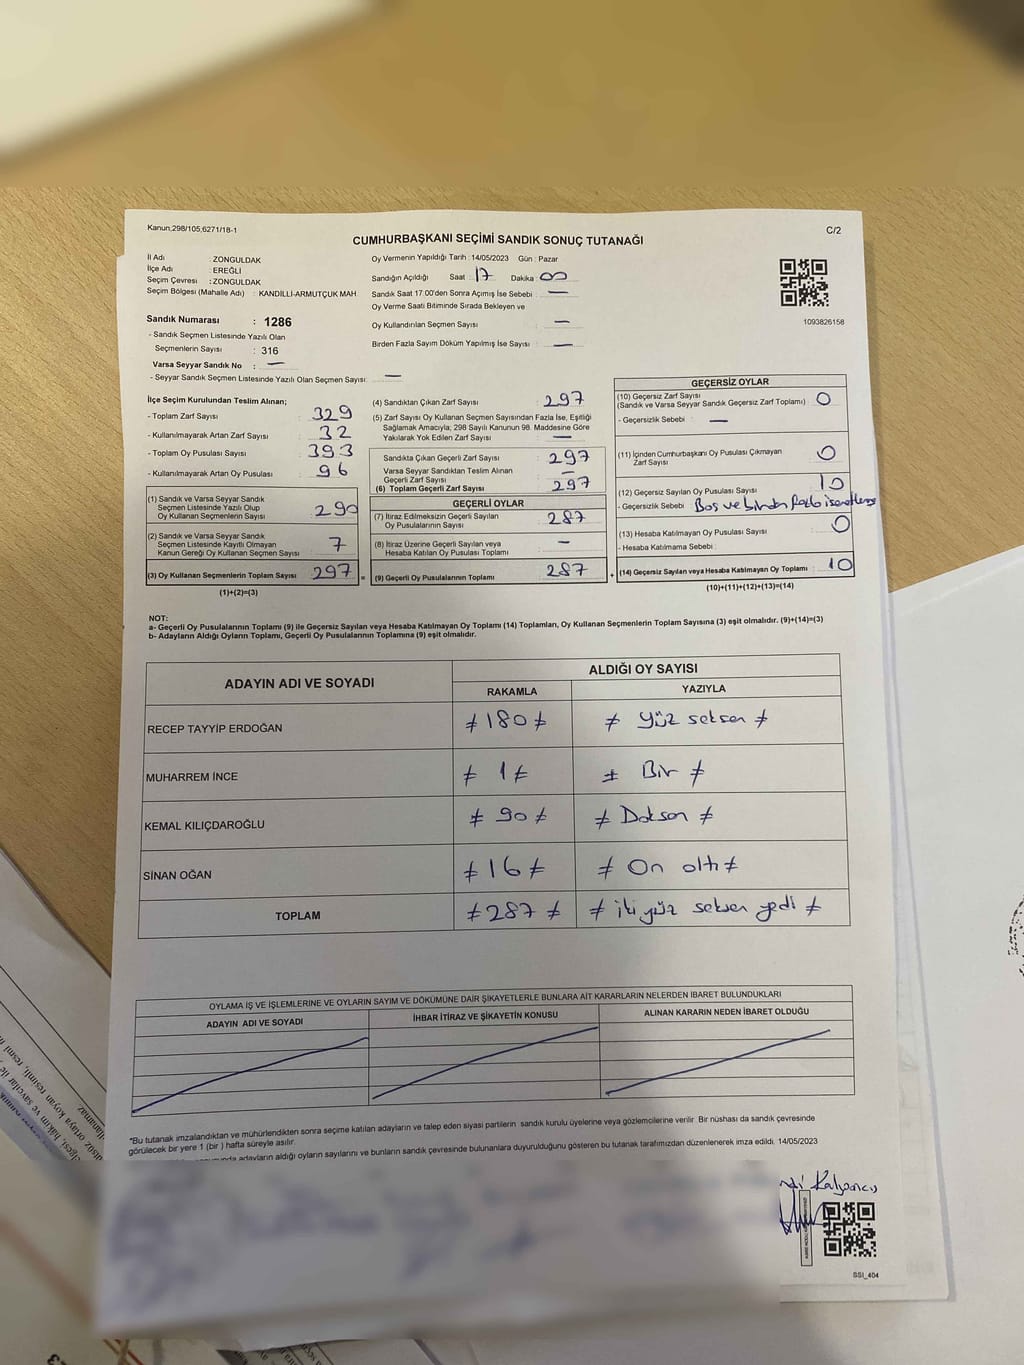 Kanun,298/105,6271/18-1
C/2
CUMHURBAŞKANI SEÇİMİ SANDIK SONUÇ TUTANAĞI
İl Adı : ZONGULDAK
İlçe Adı : EREĞLİ
Seçim Çevresi : ZONGULDAK
Seçim Bölgesi (Mahalle Adı) : KANDİLLİ-ARMUTÇUK MAH.
Sandık Numarası : 1286
- Sandık Seçmen Listesinde Yazılı Olan
Seçmenlerin Sayısı : 316
Varsa Seyyar Sandık No : —
- Seyyar Sandık Seçmen Listesinde Yazılı Olan Seçmen Sayısı: —
Oy Vermenin Yapıldığı Tarih : 14/05/2023 Gün : Pazar
Sandığın Açıldığı Saat : 17 Dakika : 00
Sandık Saat 17.00'den Sonra Açımış İse Sebebi : —
Oy Verme Saati Bitiminde Sırada Bekleyen ve
Oy Kullandırılan Seçmen Sayısı : —
Birden Fazla Sayım Döküm Yapılmış İse Sayısı : —
1093826158
İlçe Seçim Kurulundan Teslim Alınan;
- Toplam Zarf Sayısı : 329
- Kullanılmayarak Artan Zarf Sayısı : 32
- Toplam Oy Pusulası Sayısı : 393
- Kullanılmayarak Artan Oy Pusulası : 96
(1) Sandık ve Varsa Seyyar Sandık
Seçmen Listesinde Yazılı Olup
Oy Kullanan Seçmenlerin Sayısı : 290
(2) Sandık ve Varsa Seyyar Sandık
Seçmen Listesinde Kayıtlı Olmayan
Kanun Gereği Oy Kullanan Seçmen Sayısı : 7
(3) Oy Kullanan Seçmenlerin Toplam Sayısı : 297 =
(1)+(2)=(3)
(4) Sandıktan Çıkan Zarf Sayısı : 297
(5) Zarf Sayısı Oy Kullanan Seçmen Sayısından Fazla İse, Eşitliği
Sağlamak Amacıyla; 298 Sayılı Kanunun 98. Maddesine Göre
Yakılarak Yok Edilen Zarf Sayısı : —
Sandıkta Çıkan Geçerli Zarf Sayısı : 297
Varsa Seyyar Sandıktan Teslim Alınan
Geçerli Zarf Sayısı : —
(6) Toplam Geçerli Zarf Sayısı : 297
GEÇERLİ OYLAR
(7) İtiraz Edilmeksizin Geçerli Sayılan
Oy Pusulalarının Sayısı : 287
(8) İtiraz Üzerine Geçerli Sayılan veya
Hesaba Katılan Oy Pusulası Toplamı : —
(9) Geçerli Oy Pusulalarının Toplamı : 287 +
GEÇERSİZ OYLAR
(10) Geçersiz Zarf Sayısı
(Sandık ve Varsa Seyyar Sandık Geçersiz Zarf Toplamı) : 0
- Geçersizlik Sebebi : —
(11) İçinden Cumhurbaşkanı Oy Pusulası Çıkmayan
Zarf Sayısı : 0
(12) Geçersiz Sayılan Oy Pusulası Sayısı : 10
- Geçersizlik Sebebi : Boş ve birden fazla
(13) Hesaba Katılmayan Oy Pusulası Sayısı : 0
- Hesaba Katılmama Sebebi :
(14) Geçersiz Sayılan veya Hesaba Katılmayan Oy Toplamı : 10
(10)+(11)+(12)+(13)=(14)
NOT:
a- Geçerli Oy Pusulalarının Toplamı (9) ile Geçersiz Sayılan veya Hesaba Katılmayan Oy Toplamı (14) Toplamları, Oy Kullanan Seçmenlerin Toplam Sayısına (3) eşit olmalıdır. (9)+(14)=(3)
b- Adayların Aldığı Oyların Toplamı, Geçerli Oy Pusulalarının Toplamına (9) eşit olmalıdır.
ADAYIN ADI VE SOYADI
ALDIĞI OY SAYISI
RAKAMLA YAZIYLA
RECEP TAYYİP ERDOĞAN ≠180≠ ≠ Yüz seksen ≠
MUHARREM İNCE ≠ 1≠ ≠ Bir ≠
KEMAL KILIÇDAROĞLU ≠ 90 ≠ ≠ Doksan ≠
SİNAN OĞAN ≠16≠ ≠ On altı≠
TOPLAM ≠287≠ ≠ iki yüz seksen yedi ≠
OYLAMA İŞ VE İŞLEMLERİNE VE OYLARIN SAYIM VE DÖKÜMÜNE DAİR ŞİKAYETLERLE BUNLARA AİT KARARLARIN NELERDEN İBARET BULUNDUKLARI
ADAYIN ADI VE SOYADI İHBAR İTİRAZ VE ŞİKAYETİN KONUSU ALINAN KARARIN NEDEN İBARET OLDUĞU
*Bu tutanak imzalandıktan ve mühürlendikten sonra seçime katılan adayların ve talep eden siyasi partilerin sandık kurulu üyelerine veya gözlemcilerine verilir. Bir nüshası da sandık çevresinde
görülecek bir yere 1 (bir ) hafta süreyle asılır.
adayların aldığı oyların sayılarını ve bunların sandık çevresinde bulunanlara duyurulduğunu gösteren bu tutanak tarafımızdan düzenlenerek imza edildi. 14/05/2023
SSI_404